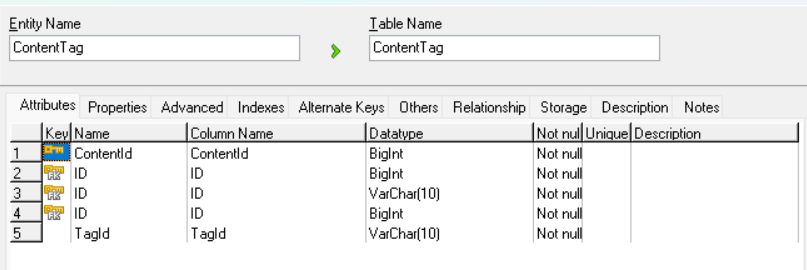 Entity Name Table Name
ContentTag ContentTag
Attributes Properties Advanced Indexes Alternate Keys Others Relationship Storage Description Notes
Key Name Column Name Datatype Not nul Unique Description
1 ContentId ContentId BigInt Not null
2 ID ID BigInt Not null
3 ID ID VarChar(10) Not null
4 ID ID BigInt Not null
5 TagId TagId VarChar(10) Not null